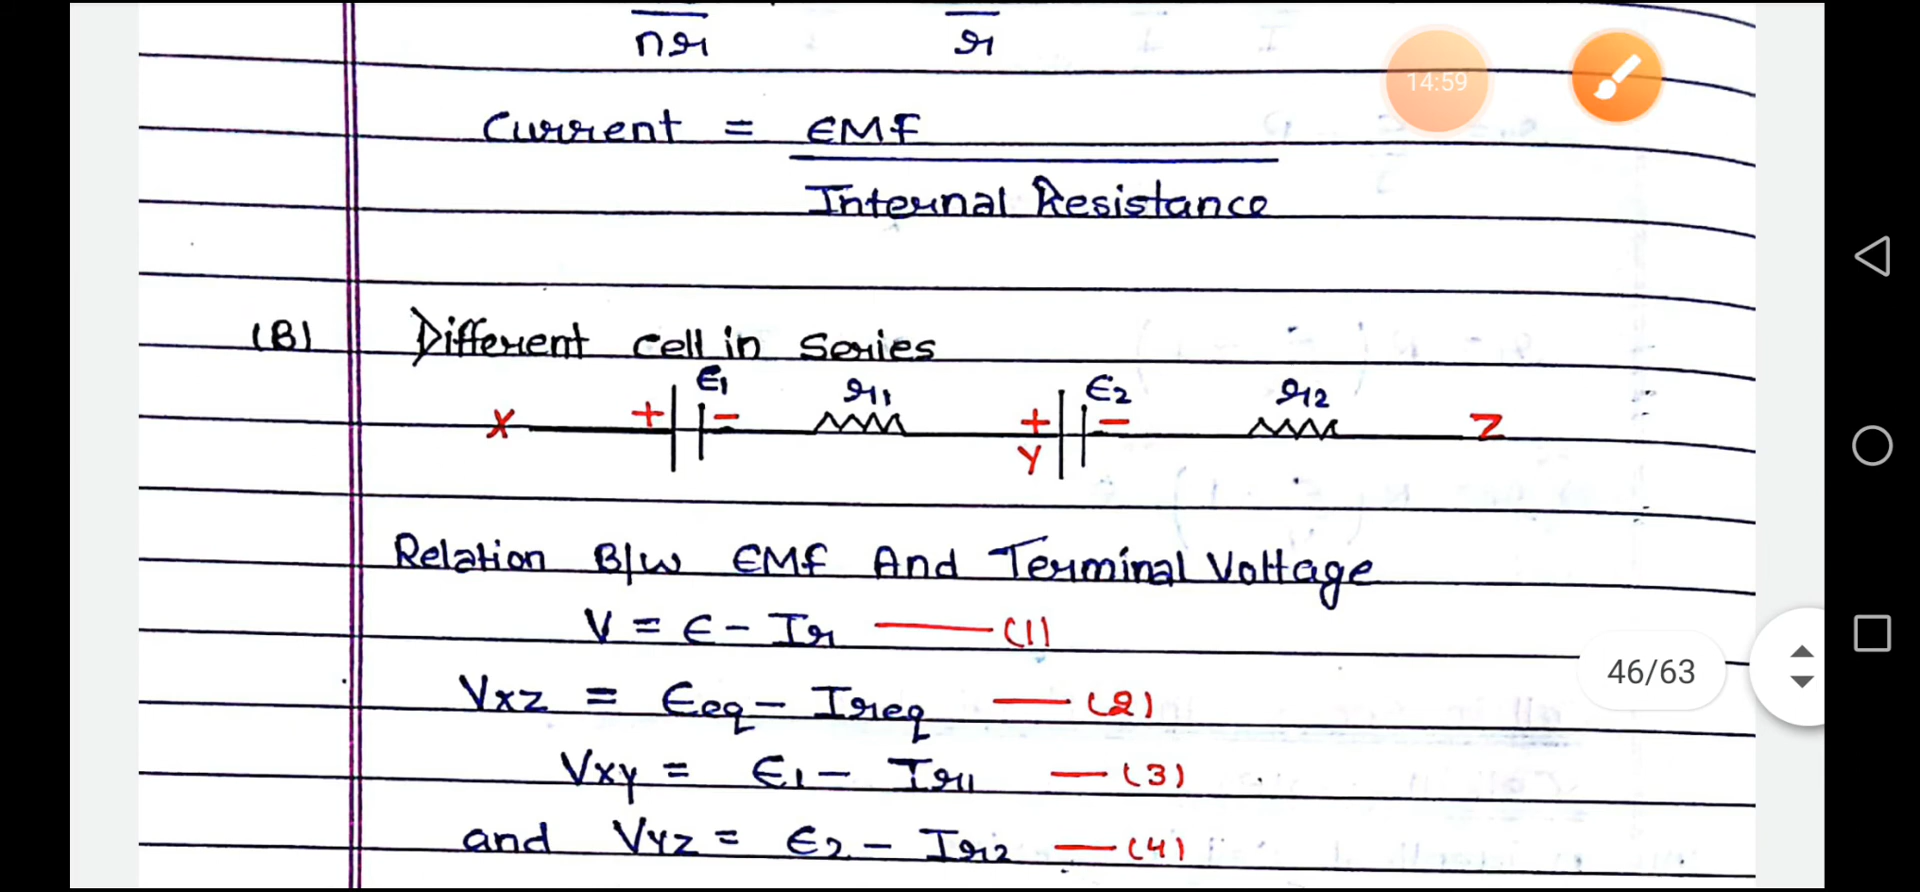 nr r
14:59
Current = EMF
Internal Resistance
(B) Different cell in Series
ε1 r1 ε2 r2
X + − + − Z
Y
Relation B/w EMF And Terminal Voltage
V = ε − Ir —(1)
Vxz = εeq − Ireq —(2)
46/63
Vxy = ε1 − Ir1 —(3)
and Vyz = ε2 − Ir2 —(4)